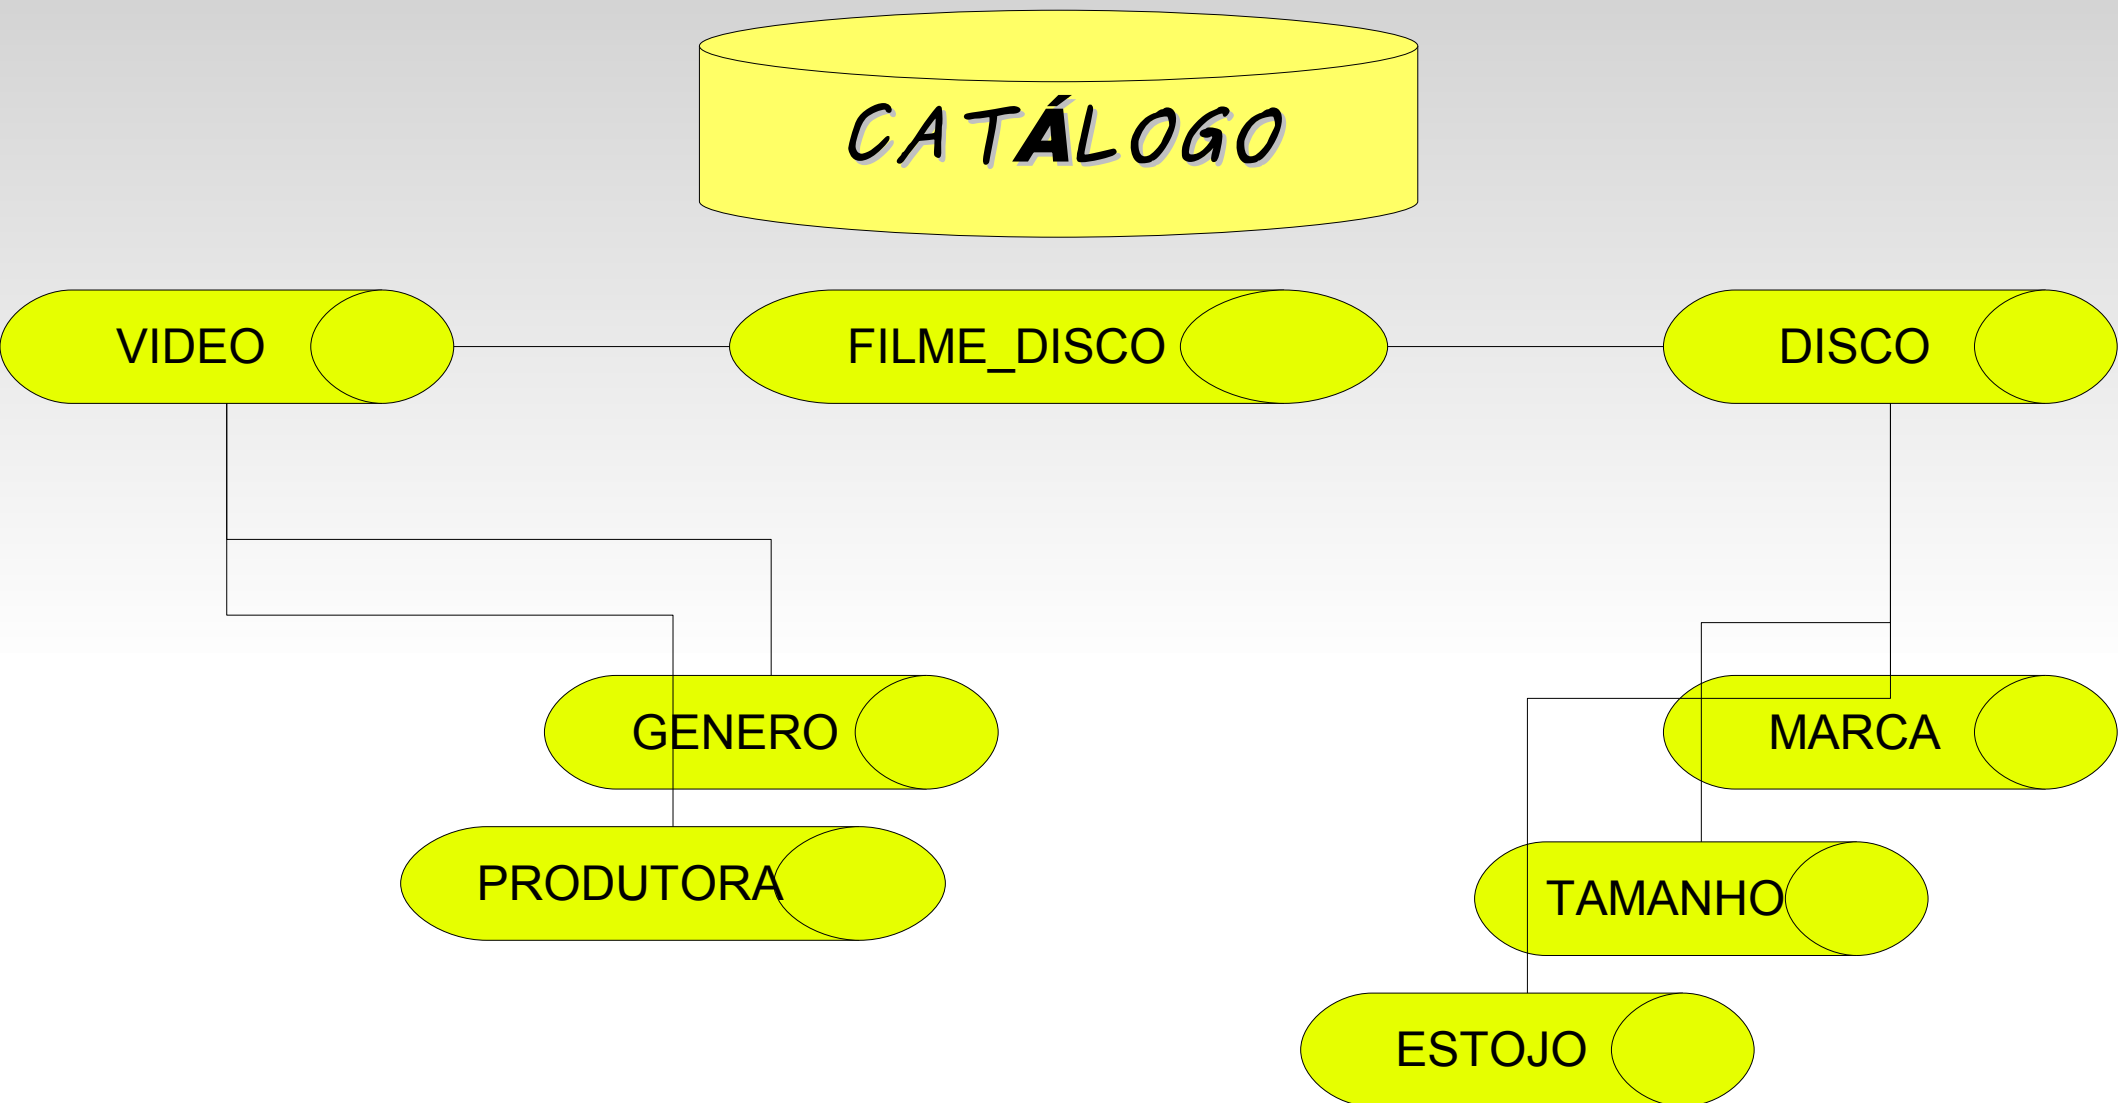 CATÁLOGO
VIDEO
FILME_DISCO
DISCO
GENERO
MARCA
PRODUTORA
TAMANHO
ESTOJO